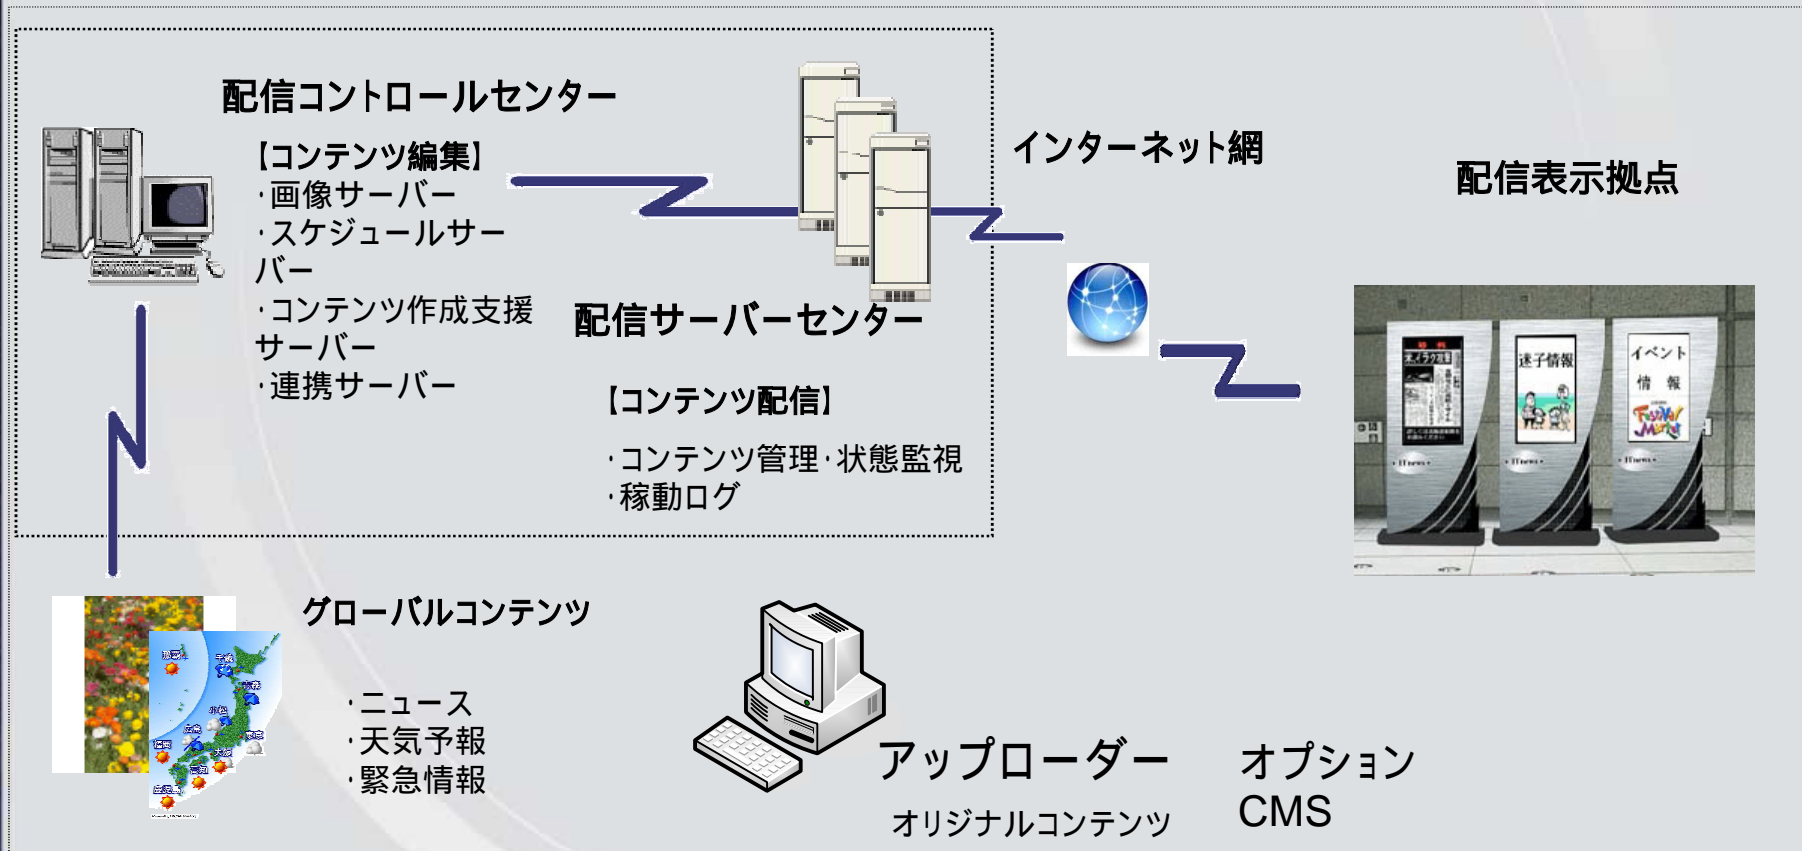 配信コントロールセンター
【コンテンツ編集】
・画像サーバー
・スケジュールサー
バー
・コンテンツ作成支援
サーバー
・連携サーバー
配信サーバーセンター
【コンテンツ配信】
・コンテンツ管理・状態監視
・稼動ログ
インターネット網
配信表示拠点
迷子情報
イベント
情 報
Festival
Market
グローバルコンテンツ
・ニュース
・天気予報
・緊急情報
アップローダー
オリジナルコンテンツ
オプション
CMS